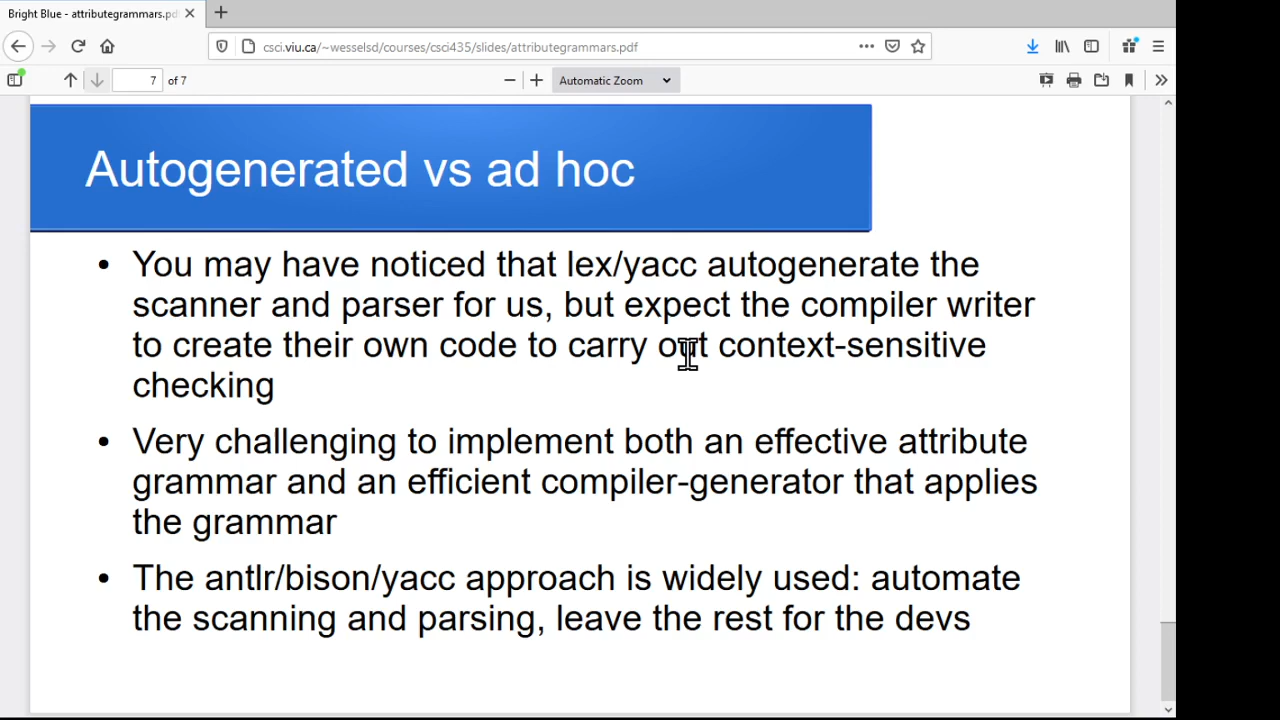 Bright Blue - attributegrammars.pd
csci.viu.ca/~wesselsd/courses/csci435/slides/attributegrammars.pdf
7 of 7
Automatic Zoom
Autogenerated vs ad hoc
• You may have noticed that lex/yacc autogenerate the
scanner and parser for us, but expect the compiler writer
to create their own code to carry out context-sensitive
checking
• Very challenging to implement both an effective attribute
grammar and an efficient compiler-generator that applies
the grammar
• The antlr/bison/yacc approach is widely used: automate
the scanning and parsing, leave the rest for the devs